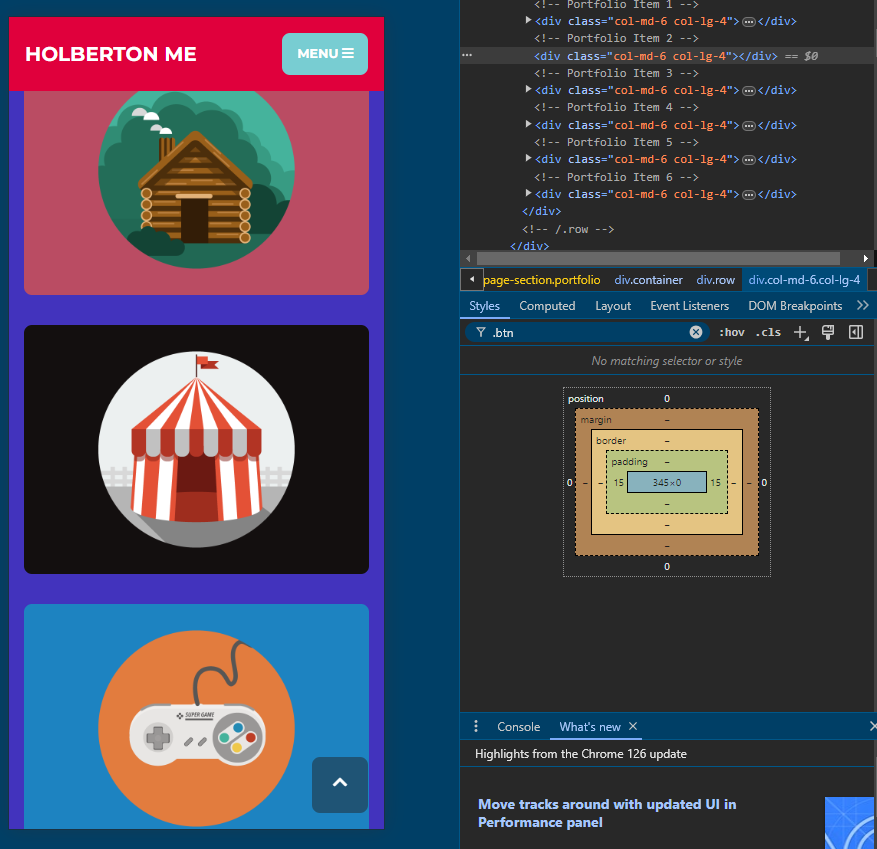 HOLBERTON ME
MENU
SUPER GAME
<!-- Portfolio Item 1 -->
<div class="col-md-6 col-lg-4">…</div>
<!-- Portfolio Item 2 -->
<div class="col-md-6 col-lg-4"></div> == $0
<!-- Portfolio Item 3 -->
<div class="col-md-6 col-lg-4">…</div>
<!-- Portfolio Item 4 -->
<div class="col-md-6 col-lg-4">…</div>
<!-- Portfolio Item 5 -->
<div class="col-md-6 col-lg-4">…</div>
<!-- Portfolio Item 6 -->
<div class="col-md-6 col-lg-4">…</div>
</div>
<!-- /.row -->
</div>
page-section.portfolio div.container div.row div.col-md-6.col-lg-4
Styles Computed Layout Event Listeners DOM Breakpoints
.btn :hov .cls
No matching selector or style
position 0
margin –
border –
padding –
0 – – 15 345×0 15 – – 0
–
–
–
0
Console What's new
Highlights from the Chrome 126 update
Move tracks around with updated UI in
Performance panel